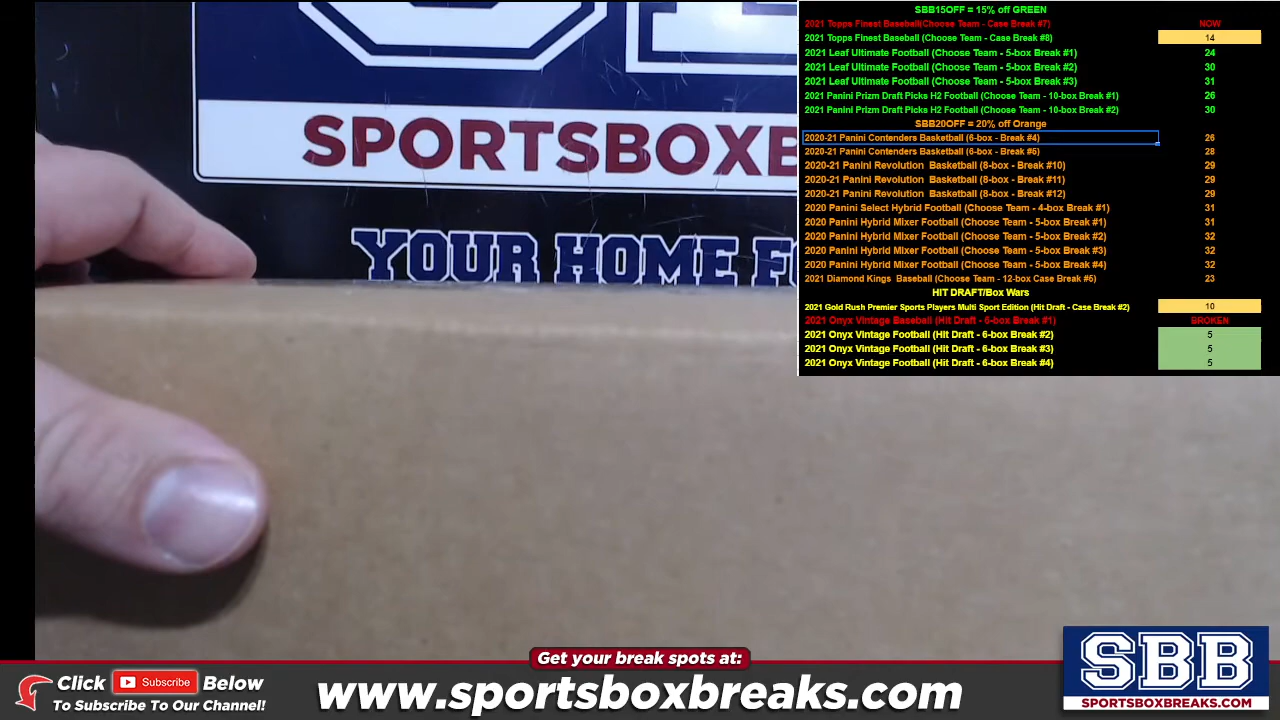 SPORTSBOXB
YOUR HOME F
SBB15OFF = 15% off GREEN
2021 Topps Finest Baseball(Choose Team - Case Break #7) NOW
2021 Topps Finest Baseball (Choose Team - Case Break #8) 14
2021 Leaf Ultimate Football (Choose Team - 5-box Break #1) 24
2021 Leaf Ultimate Football (Choose Team - 5-box Break #2) 30
2021 Leaf Ultimate Football (Choose Team - 5-box Break #3) 31
2021 Panini Prizm Draft Picks H2 Football (Choose Team - 10-box Break #1) 26
2021 Panini Prizm Draft Picks H2 Football (Choose Team - 10-box Break #2) 30
SBB20OFF = 20% off Orange
2020-21 Panini Contenders Basketball (6-box - Break #4) 26
2020-21 Panini Contenders Basketball (6-box - Break #5) 28
2020-21 Panini Revolution Basketball (8-box - Break #10) 29
2020-21 Panini Revolution Basketball (8-box - Break #11) 29
2020-21 Panini Revolution Basketball (8-box - Break #12) 29
2020 Panini Select Hybrid Football (Choose Team - 4-box Break #1) 31
2020 Panini Hybrid Mixer Football (Choose Team - 5-box Break #1) 31
2020 Panini Hybrid Mixer Football (Choose Team - 5-box Break #2) 32
2020 Panini Hybrid Mixer Football (Choose Team - 5-box Break #3) 32
2020 Panini Hybrid Mixer Football (Choose Team - 5-box Break #4) 32
2021 Diamond Kings Baseball (Choose Team - 12-box Case Break #6) 23
HIT DRAFT/Box Wars
2021 Gold Rush Premier Sports Players Multi Sport Edition (Hit Draft - Case Break #2) 10
2021 Onyx Vintage Baseball (Hit Draft - 6-box Break #1) BROKEN
2021 Onyx Vintage Football (Hit Draft - 6-box Break #2) 5
2021 Onyx Vintage Football (Hit Draft - 6-box Break #3) 5
2021 Onyx Vintage Football (Hit Draft - 6-box Break #4) 5
Get your break spots at:
Click Subscribe Below
To Subscribe To Our Channel!
www.sportsboxbreaks.com
SBB
SPORTSBOXBREAKS.COM